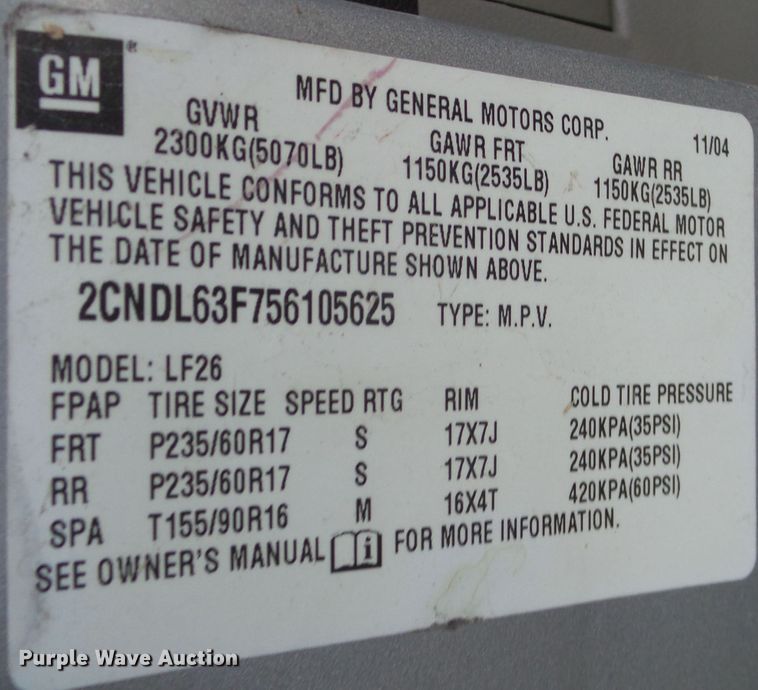 GM ®
MFD BY GENERAL MOTORS CORP. 11/04
GVWR GAWR FRT GAWR RR
2300KG(5070LB) 1150KG(2535LB) 1150KG(2535LB)
THIS VEHICLE CONFORMS TO ALL APPLICABLE U.S. FEDERAL MOTOR
VEHICLE SAFETY AND THEFT PREVENTION STANDARDS IN EFFECT ON
THE DATE OF MANUFACTURE SHOWN ABOVE.
2CNDL63F756105625 TYPE: M.P.V.
MODEL: LF26
FPAP TIRE SIZE SPEED RTG RIM COLD TIRE PRESSURE
FRT P235/60R17 S 17X7J 240KPA(35PSI)
RR P235/60R17 S 17X7J 240KPA(35PSI)
SPA T155/90R16 M 16X4T 420KPA(60PSI)
SEE OWNER'S MANUAL i FOR MORE INFORMATION.
Purple Wave Auction